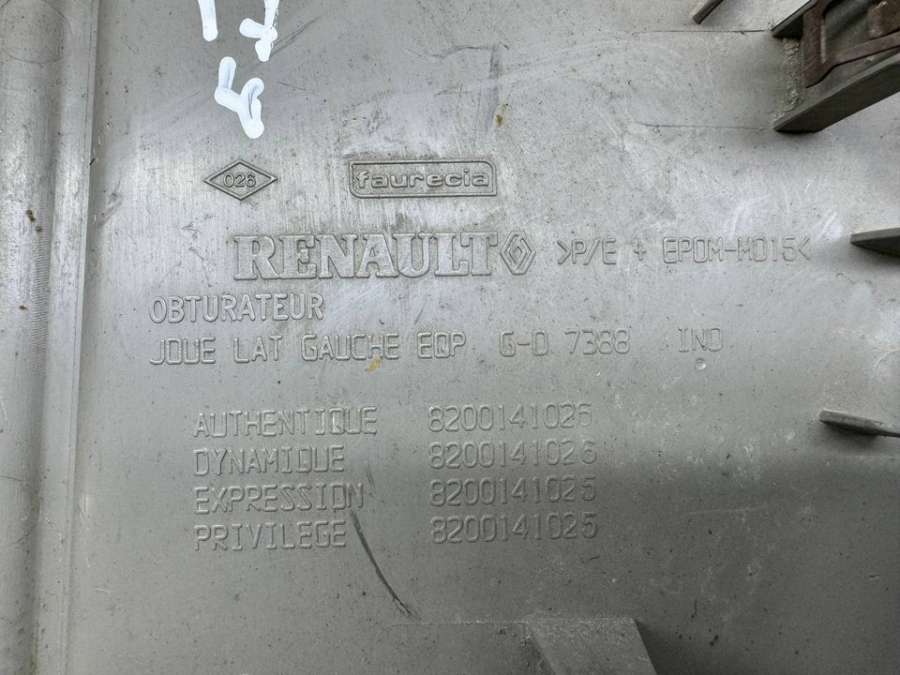 026 faurecia
RENAULT >P/E + EPDM-MD15<
OBTURATEUR
JOUE LAT GAUCHE EQP G-D 7388 IND
AUTHENTIQUE 8200141026
DYNAMIQUE 8200141026
EXPRESSION 8200141025
PRIVILEGE 8200141025